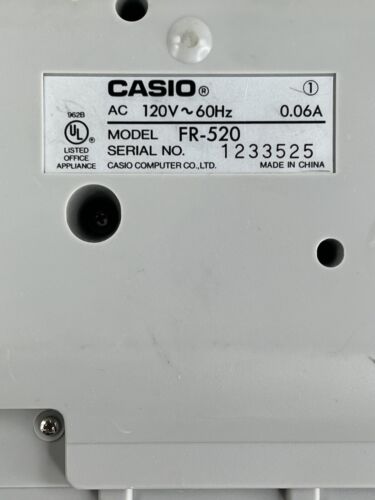 CASIO® ①
AC 120V~60Hz 0.06A
962B
UL
LISTED
OFFICE
APPLIANCE
MODEL FR-520
SERIAL NO. 1233525
CASIO COMPUTER CO.,LTD. MADE IN CHINA